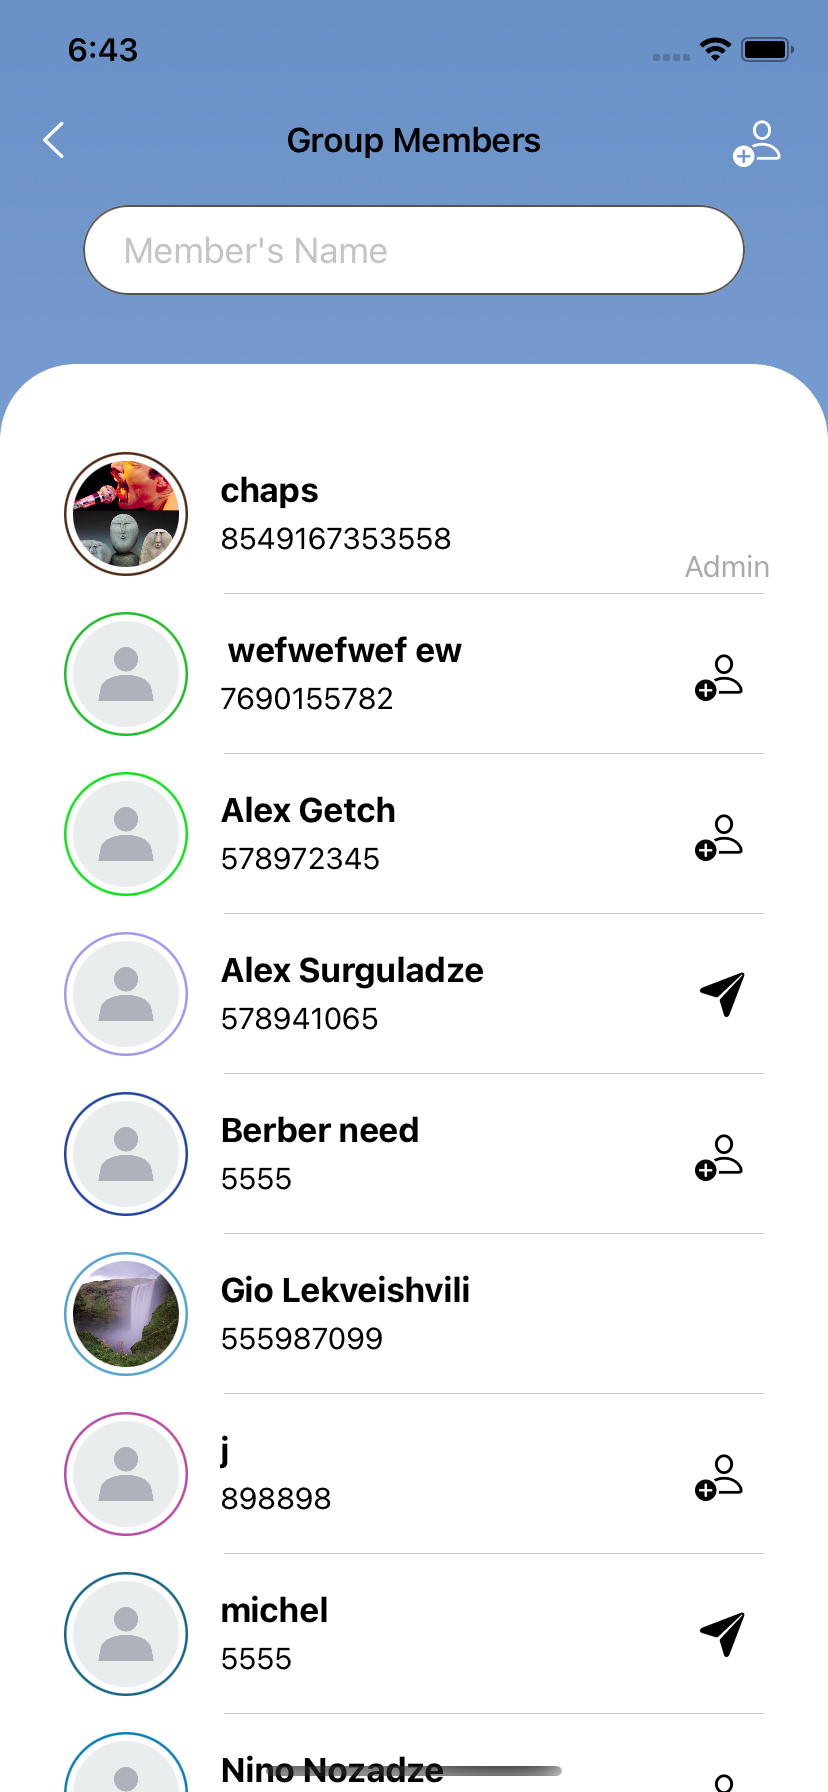 6:43
Group Members
Member's Name
chaps
8549167353558
Admin
wefwefwef ew
7690155782
Alex Getch
578972345
Alex Surguladze
578941065
Berber need
5555
Gio Lekveishvili
555987099
j
898898
michel
5555
Nino Nozadze